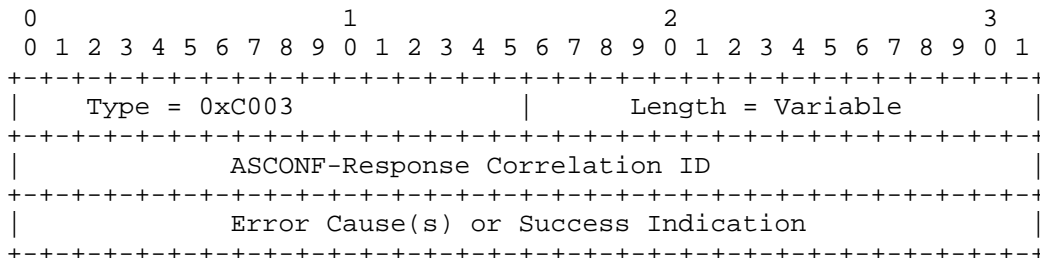 0                   1                   2                   3
 0 1 2 3 4 5 6 7 8 9 0 1 2 3 4 5 6 7 8 9 0 1 2 3 4 5 6 7 8 9 0 1
+-+-+-+-+-+-+-+-+-+-+-+-+-+-+-+-+-+-+-+-+-+-+-+-+-+-+-+-+-+-+-+-+
|     Type = 0xC003              |      Length = Variable        |
+-+-+-+-+-+-+-+-+-+-+-+-+-+-+-+-+-+-+-+-+-+-+-+-+-+-+-+-+-+-+-+-+
|             ASCONF-Response Correlation ID                    |
+-+-+-+-+-+-+-+-+-+-+-+-+-+-+-+-+-+-+-+-+-+-+-+-+-+-+-+-+-+-+-+-+
|             Error Cause(s) or Success Indication              |
+-+-+-+-+-+-+-+-+-+-+-+-+-+-+-+-+-+-+-+-+-+-+-+-+-+-+-+-+-+-+-+-+